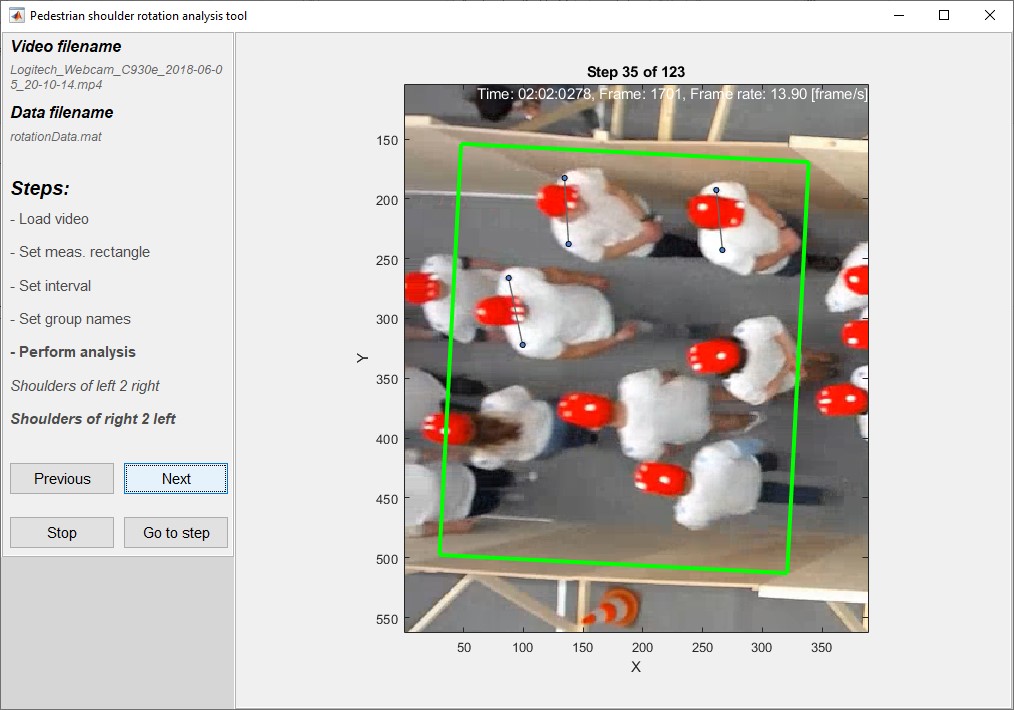 Pedestrian shoulder rotation analysis tool
Video filename
Logitech_Webcam_C930e_2018-06-0
5_20-10-14.mp4
Data filename
rotationData.mat
Steps:
- Load video
- Set meas. rectangle
- Set interval
- Set group names
- Perform analysis
Shoulders of left 2 right
Shoulders of right 2 left
Previous
Next
Stop
Go to step
Step 35 of 123
Time: 02:02:0278, Frame: 1701, Frame rate: 13.90 [frame/s]
150
200
250
300
350
400
450
500
550
Y
50
100
150
200
250
300
350
X